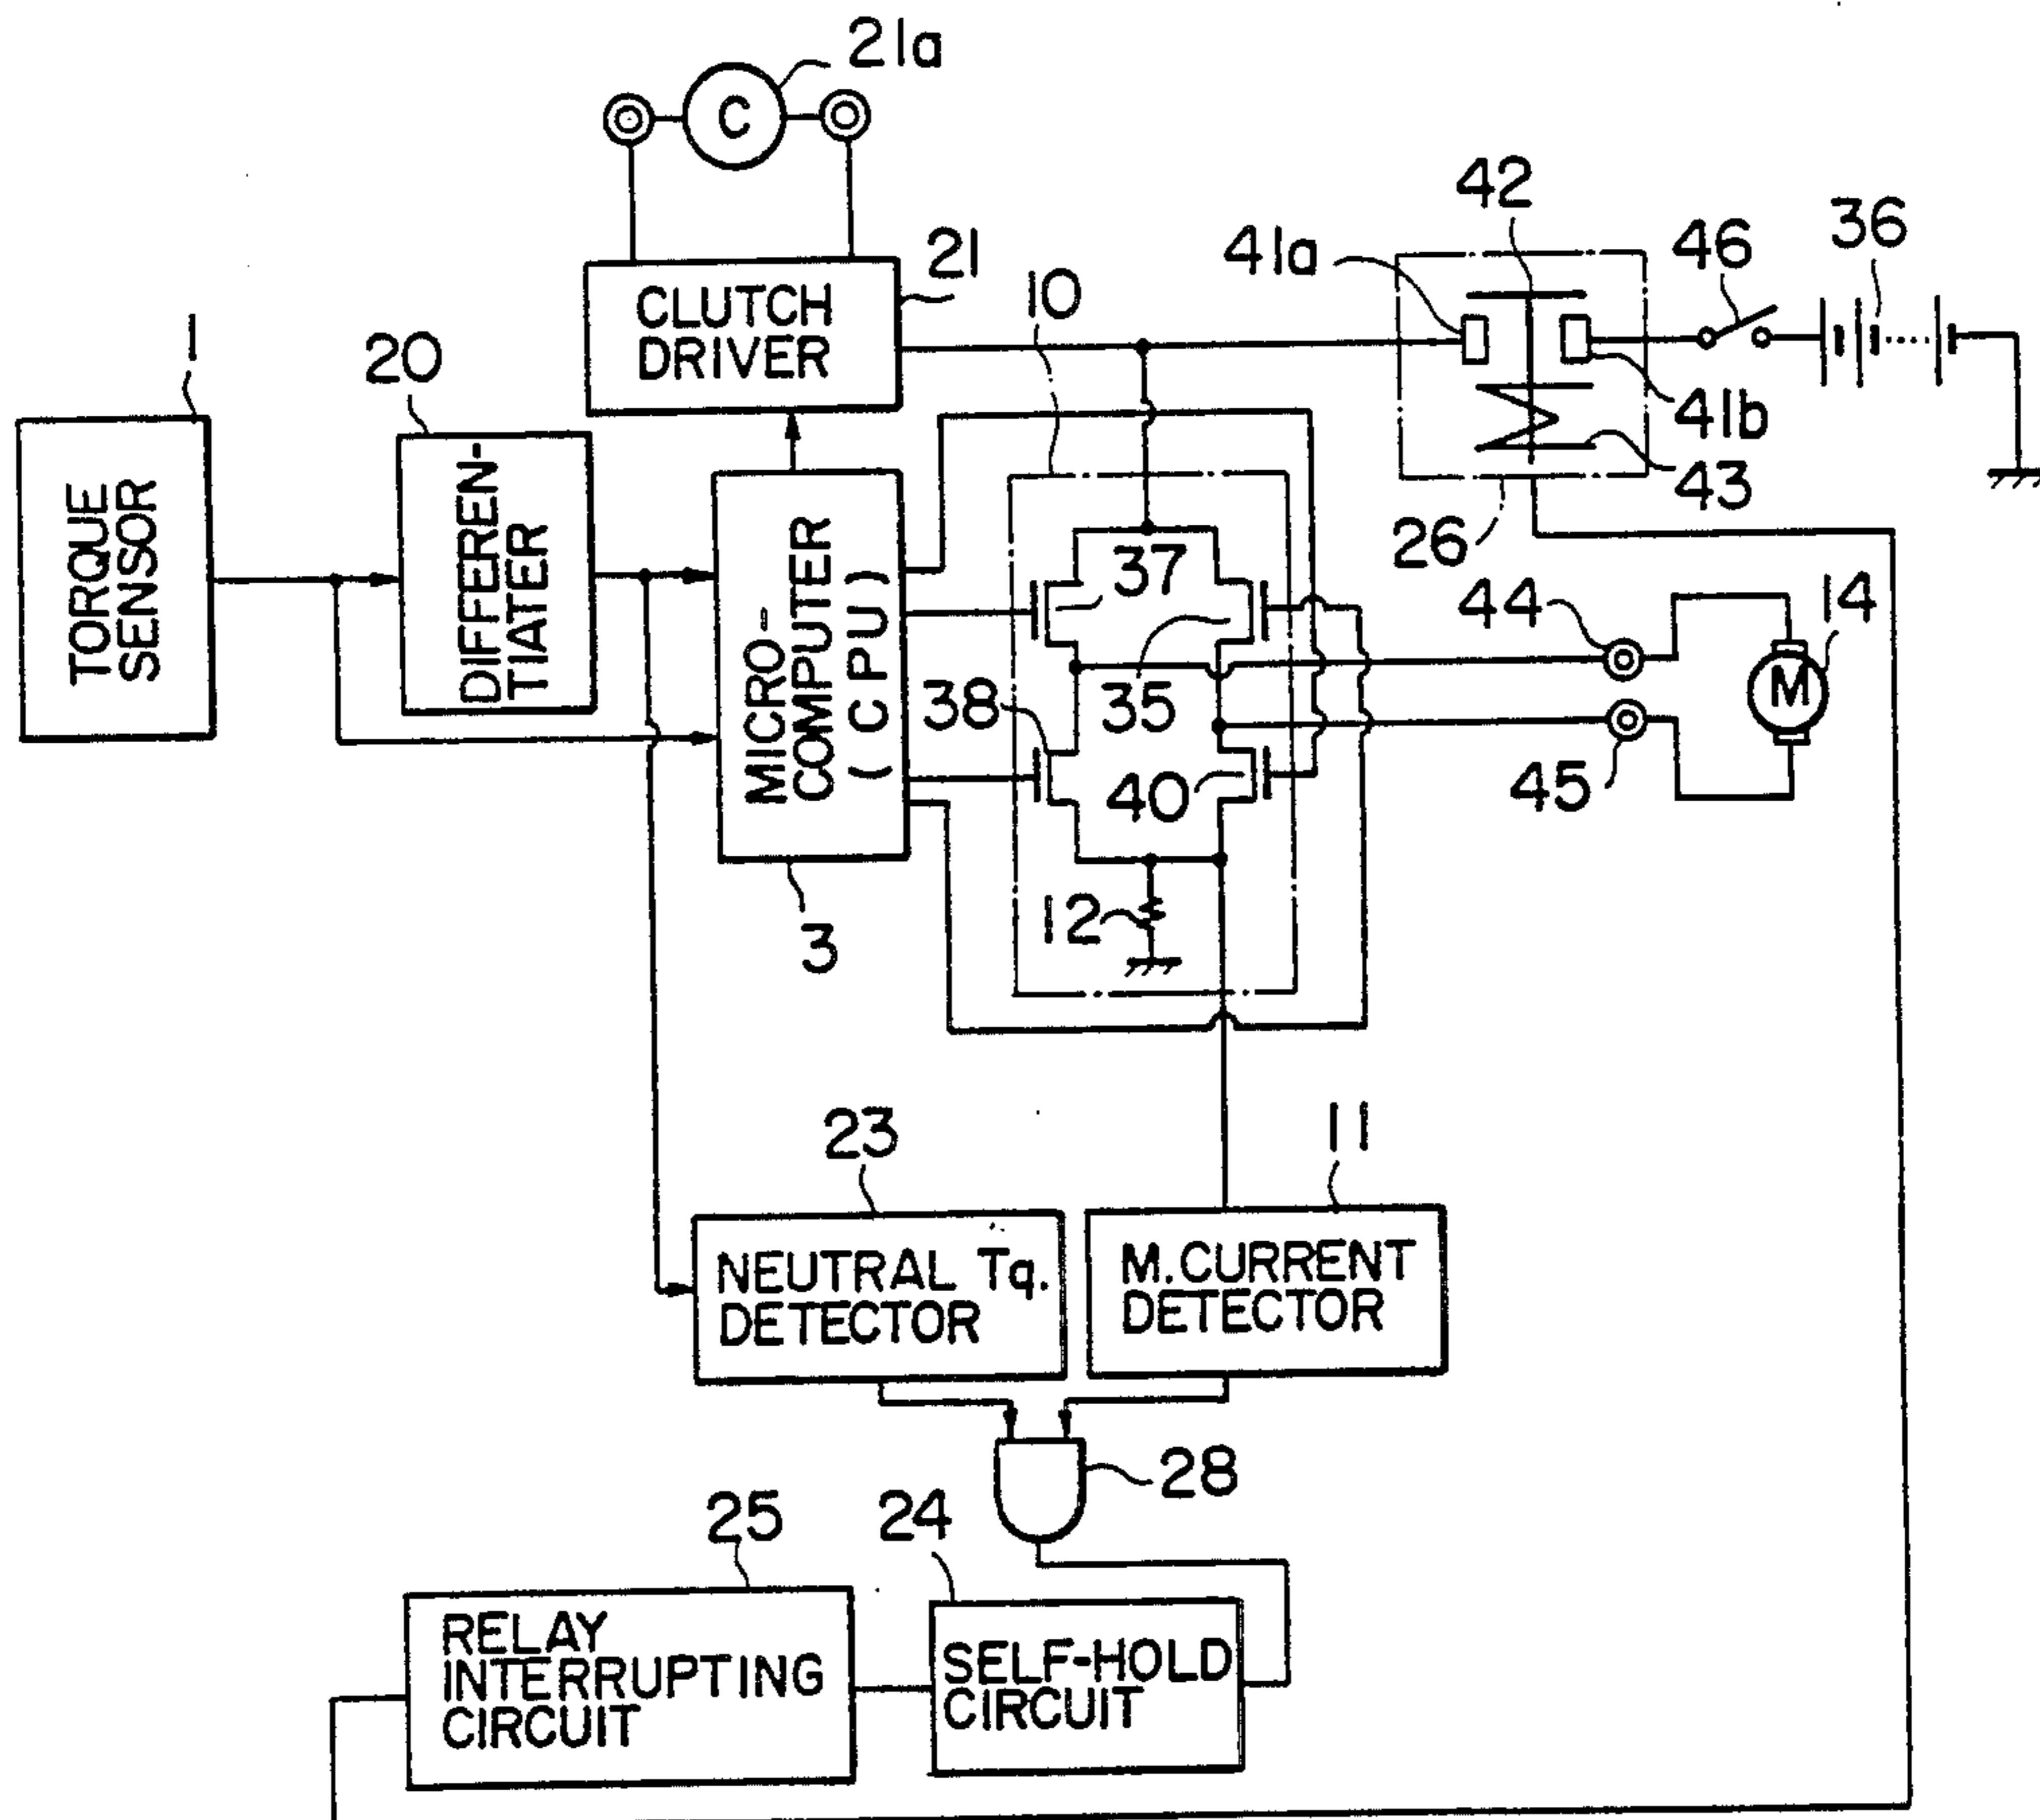 21a
C
42
36
46
41a
21
10
CLUTCH
DRIVER
1
20
41b
43
26
TORQUE
SENSOR
DIFFEREN-
TIATER
MICRO-
COMPUTER
(CPU)
37
44
14
M
38
35
40
45
12
3
23
11
NEUTRAL Tq.
DETECTOR
M. CURRENT
DETECTOR
28
25
24
RELAY
INTERRUPTING
CIRCUIT
SELF-HOLD
CIRCUIT